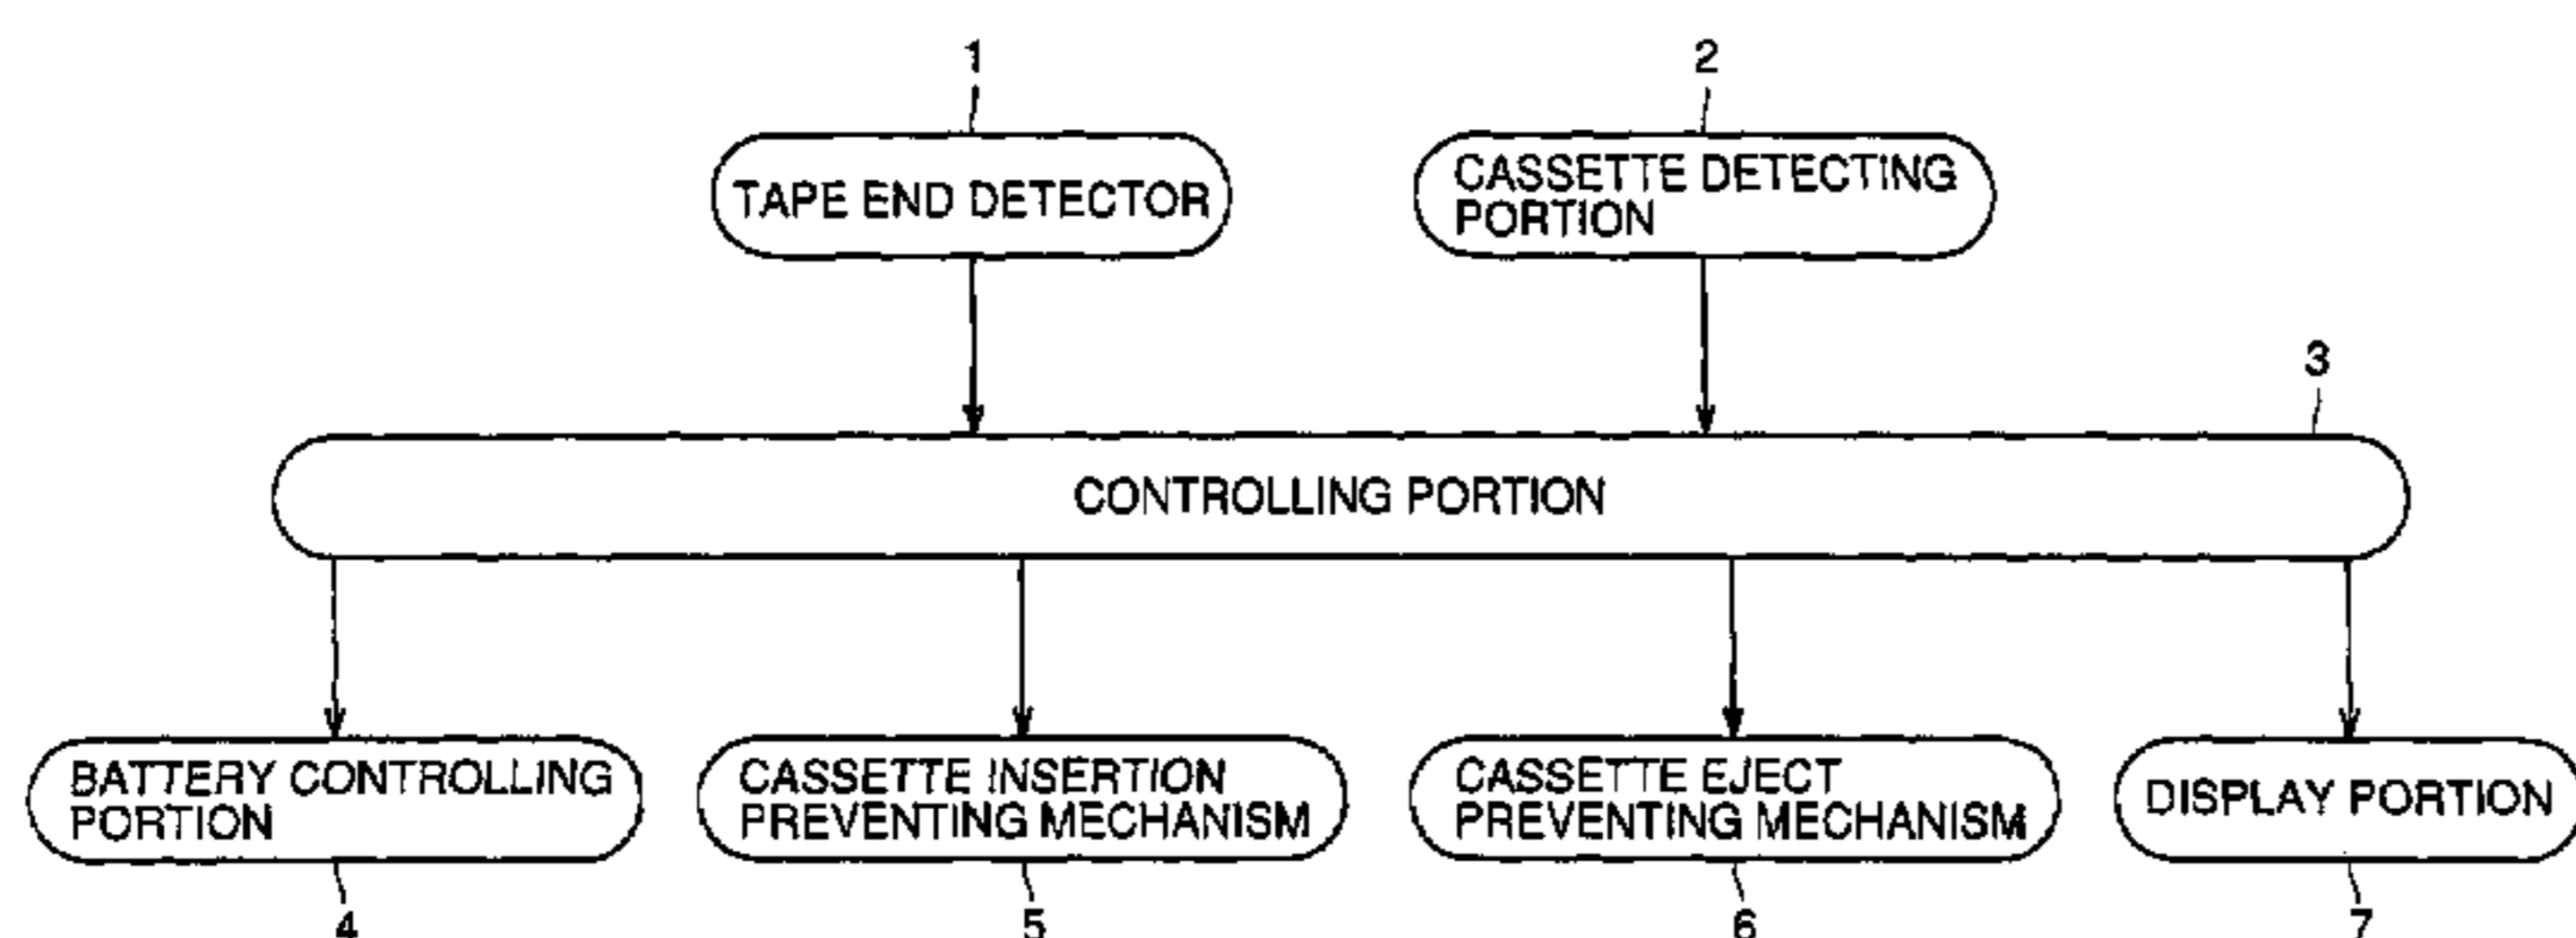 1
2
TAPE END DETECTOR
CASSETTE DETECTING
PORTION
3
CONTROLLING PORTION
BATTERY CONTROLLING
PORTION
CASSETTE INSERTION
PREVENTING MECHANISM
CASSETTE EJECT
PREVENTING MECHANISM
DISPLAY PORTION
4
5
6
7